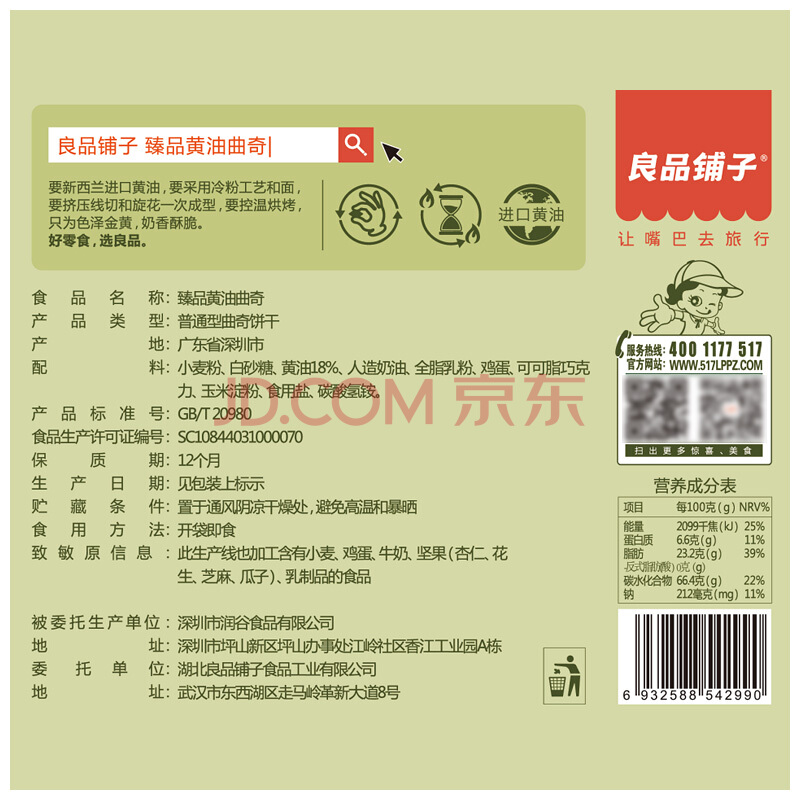 良品铺子 臻品黄油曲奇
要新西兰进口黄油,要采用冷粉工艺和面,
要挤压线切和旋花一次成型,要控温烘烤,
只为色泽金黄,奶香酥脆。
好零食,选良品。
进口黄油
良品铺子®
让嘴巴去旅行
服务热线: 400 1177 517
官方网站: WWW.517LPPZ.COM
扫出更多惊喜、美食
食品名称: 臻品黄油曲奇
产品类型: 普通型曲奇饼干
产地: 广东省深圳市
配料: 小麦粉、白砂糖、黄油18%、人造奶油、全脂乳粉、鸡蛋、可可脂巧克
力、玉米淀粉、食用盐、碳酸氢铵。
产品标准号: GB/T 20980
食品生产许可证编号: SC10844031000070
保质期: 12个月
生产日期: 见包装上标示
贮藏条件: 置于通风阴凉干燥处,避免高温和暴晒
食用方法: 开袋即食
致敏原信息: 此生产线也加工含有小麦、鸡蛋、牛奶、坚果(杏仁、花
生、芝麻、瓜子)、乳制品的食品
被委托生产单位: 深圳市润谷食品有限公司
地址: 深圳市坪山新区坪山办事处江岭社区香江工业园A栋
委托单位: 湖北良品铺子食品工业有限公司
地址: 武汉市东西湖区走马岭革新大道8号
JD.COM 京东
营养成分表
项目 每100克(g) NRV%
能量 2099千焦(kJ) 25%
蛋白质 6.6克(g) 11%
脂肪 23.2克(g) 39%
-反式脂肪(酸) 0克(g)
碳水化合物 66.4克(g) 22%
钠 212毫克(mg) 11%
6 932588 542990